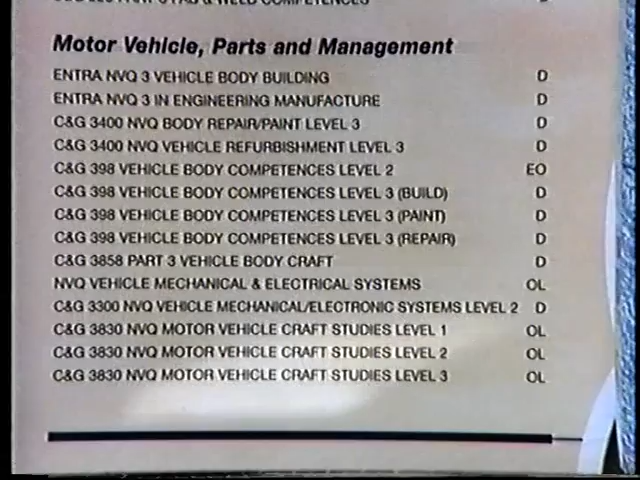 Motor Vehicle, Parts and Management
ENTRA NVQ 3 VEHICLE BODY BUILDING D
ENTRA NVQ 3 IN ENGINEERING MANUFACTURE D
C&G 3400 NVQ BODY REPAIR/PAINT LEVEL 3 D
C&G 3400 NVQ VEHICLE REFURBISHMENT LEVEL 3 D
C&G 398 VEHICLE BODY COMPETENCES LEVEL 2 EO
C&G 398 VEHICLE BODY COMPETENCES LEVEL 3 (BUILD) D
C&G 398 VEHICLE BODY COMPETENCES LEVEL 3 (PAINT) D
C&G 398 VEHICLE BODY COMPETENCES LEVEL 3 (REPAIR) D
C&G 3858 PART 3 VEHICLE BODY CRAFT D
NVQ VEHICLE MECHANICAL & ELECTRICAL SYSTEMS OL
C&G 3300 NVQ VEHICLE MECHANICAL/ELECTRONIC SYSTEMS LEVEL 2 D
C&G 3830 NVQ MOTOR VEHICLE CRAFT STUDIES LEVEL 1 OL
C&G 3830 NVQ MOTOR VEHICLE CRAFT STUDIES LEVEL 2 OL
C&G 3830 NVQ MOTOR VEHICLE CRAFT STUDIES LEVEL 3 OL